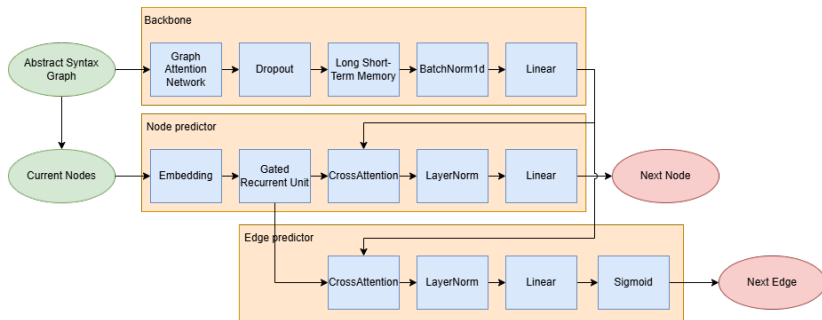 Backbone
Abstract Syntax
Graph
Graph
Attention
Network
Dropout
Long Short-
Term Memory
BatchNorm1d
Linear
Node predictor
Current Nodes
Embedding
Gated
Recurrent Unit
CrossAttention
LayerNorm
Linear
Next Node
Edge predictor
CrossAttention
LayerNorm
Linear
Sigmoid
Next Edge